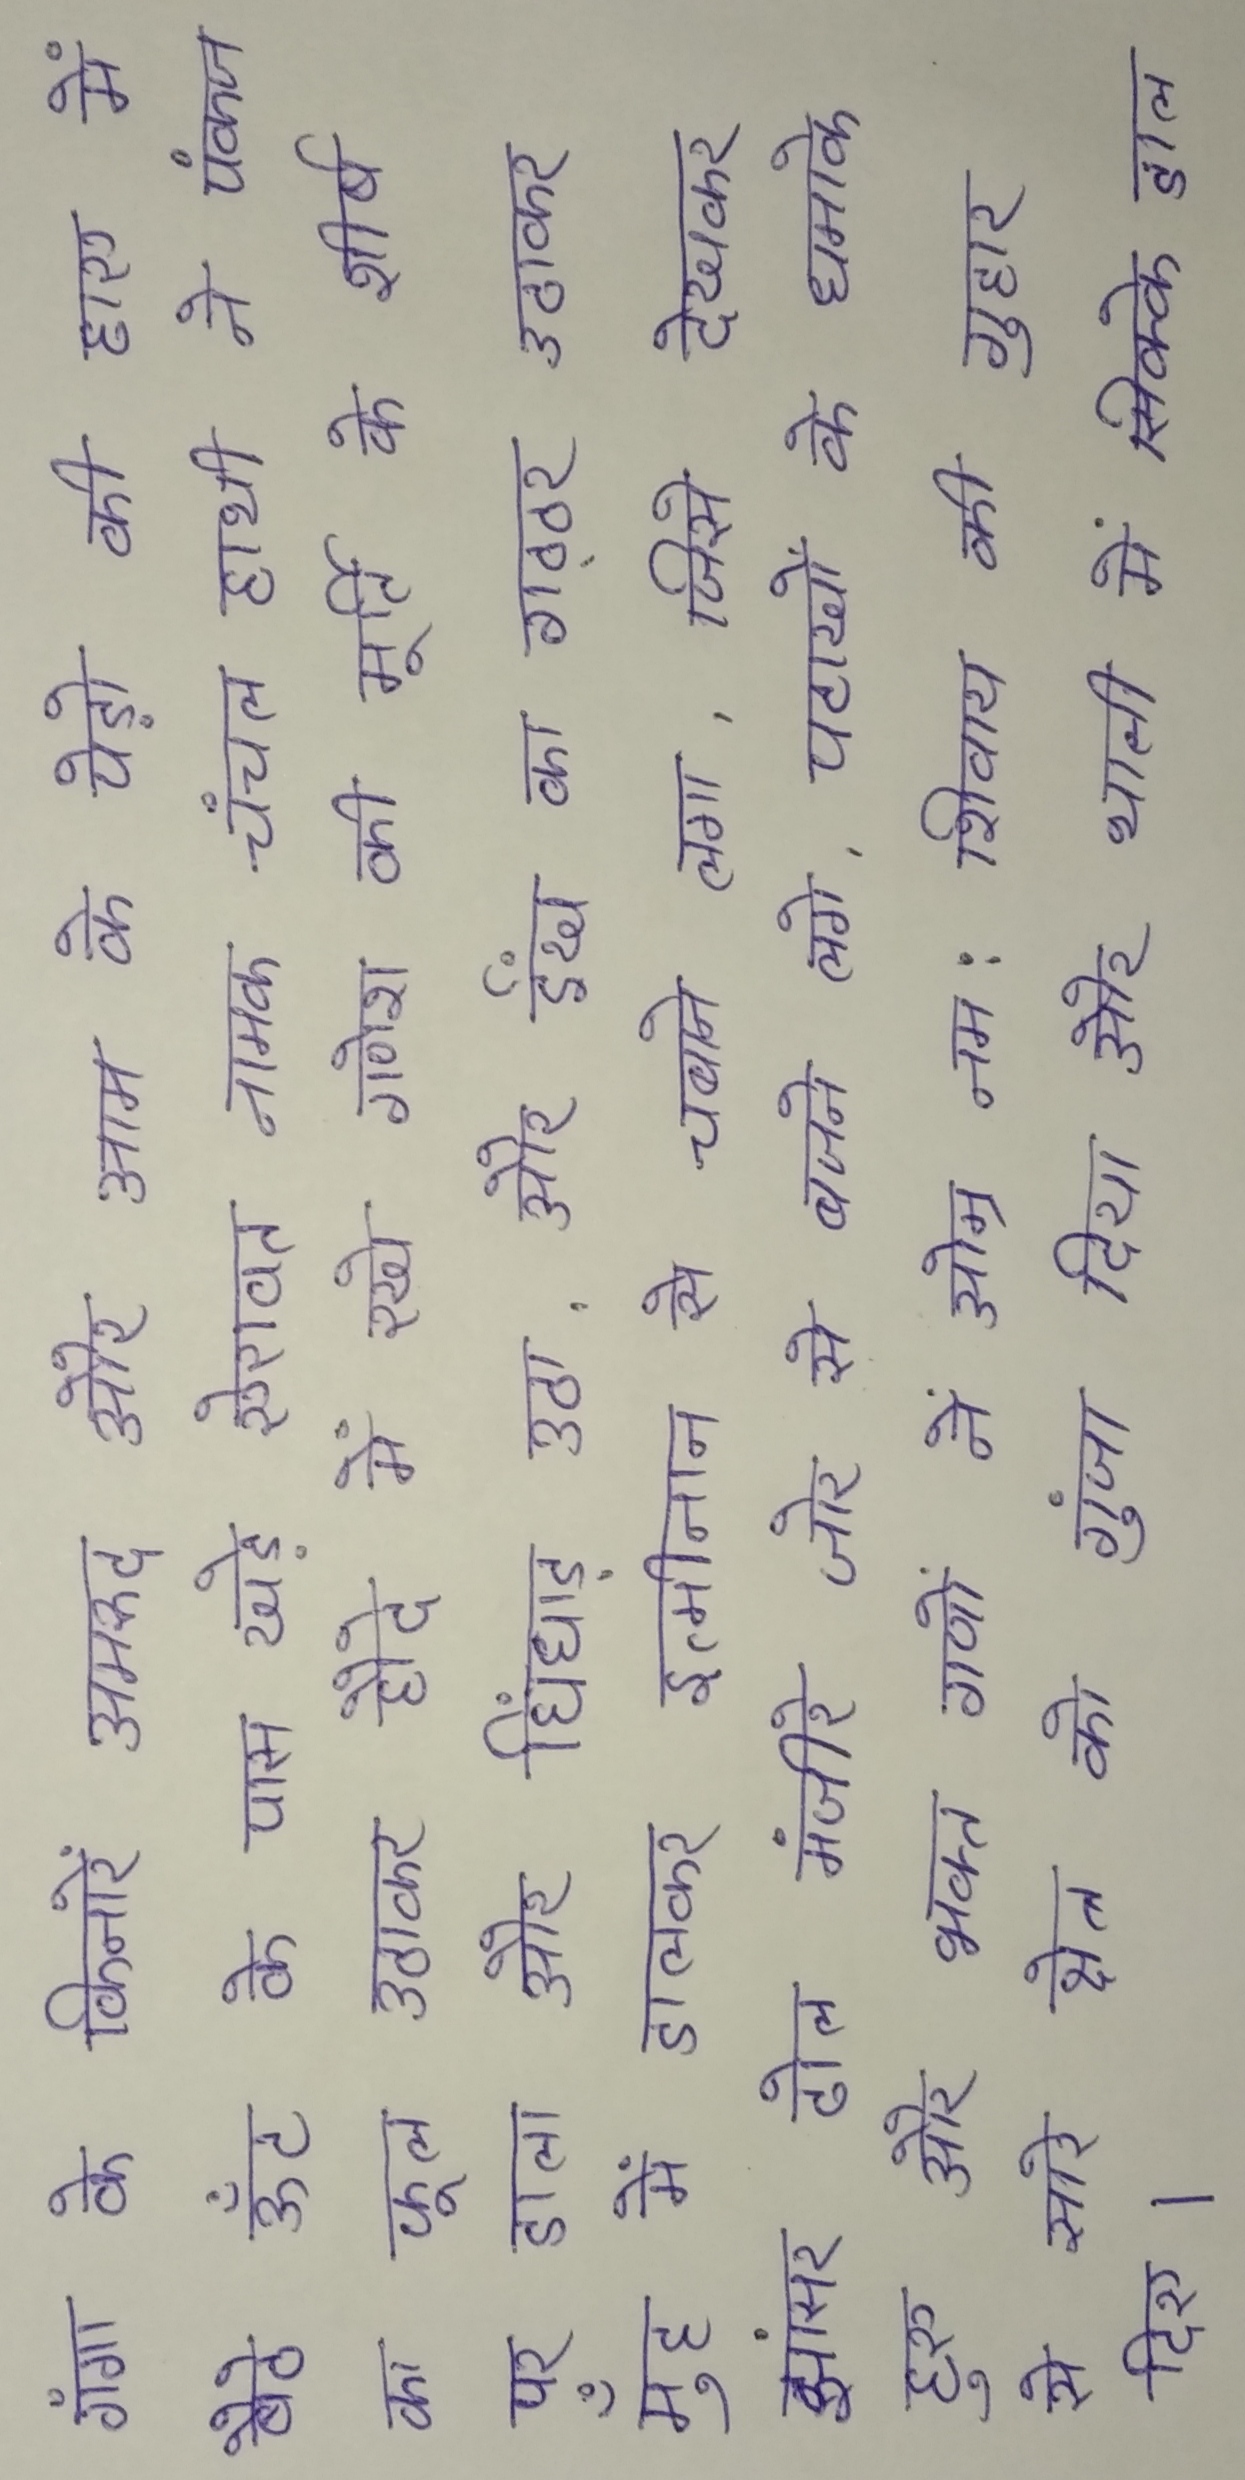 गंगा के किनारें अमरुद और आम के पेड़ो की छाए में
बैठे ऊँट के पास खड़े ऐरावत नामक चंचल हाथी ने पंकज
का फूल उठाकर हौदे में रखे गणेश की मूर्ति के शीर्ष
पर डाला और घिंघाड़ उठा, और ईंख का गठ्ठर उठाकर
मुँह में डालकर इत्मीनान से चबाने लगा, जिसे देखकर
झांसर ढोल मंजीरे जोर से बजने लगे, पटाखों के धमाके
हुए और भक्त गणों नें ओम्र नम: शिवाय की गुहार
से सारे क्षेत्र को गुंजा दिया और थाली में सिक्के डाल
दिए।